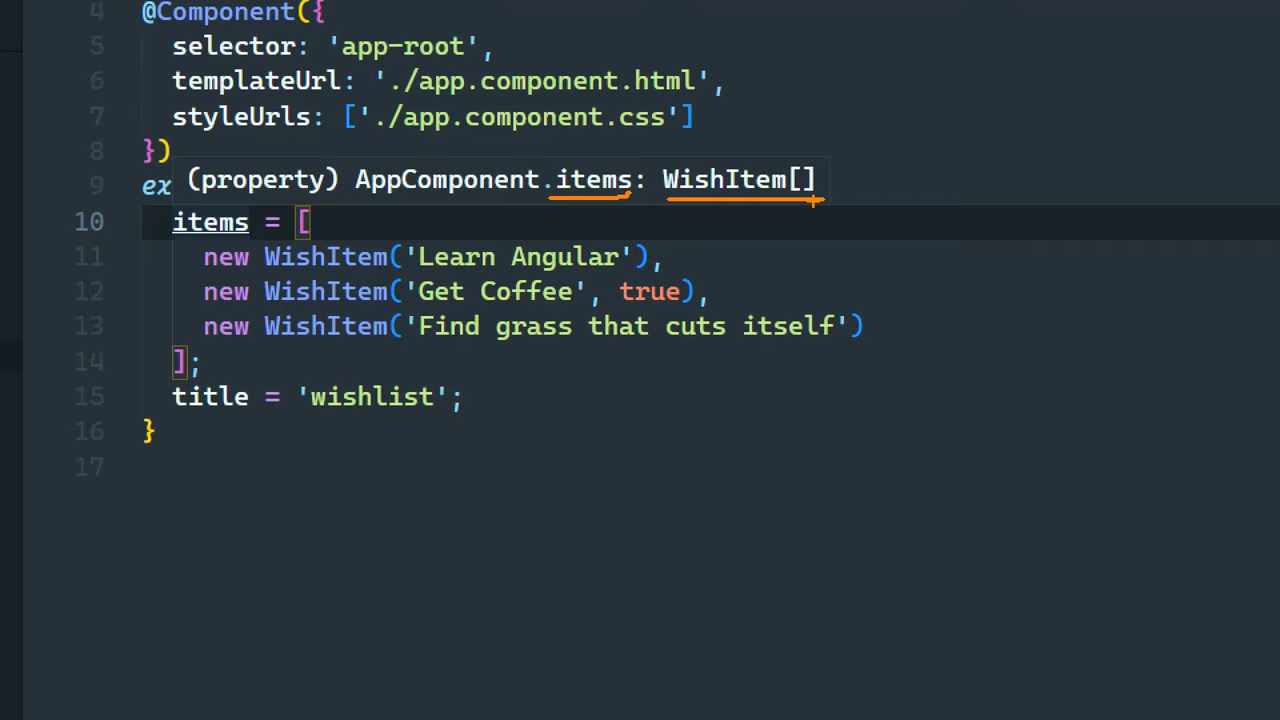 4 @Component({
5 selector: 'app-root',
6 templateUrl: './app.component.html',
7 styleUrls: ['./app.component.css']
8 })
(property) AppComponent.items: WishItem[]
9 ex
10 items = [
11 new WishItem('Learn Angular'),
12 new WishItem('Get Coffee', true),
13 new WishItem('Find grass that cuts itself')
14 ];
15 title = 'wishlist';
16 }
17